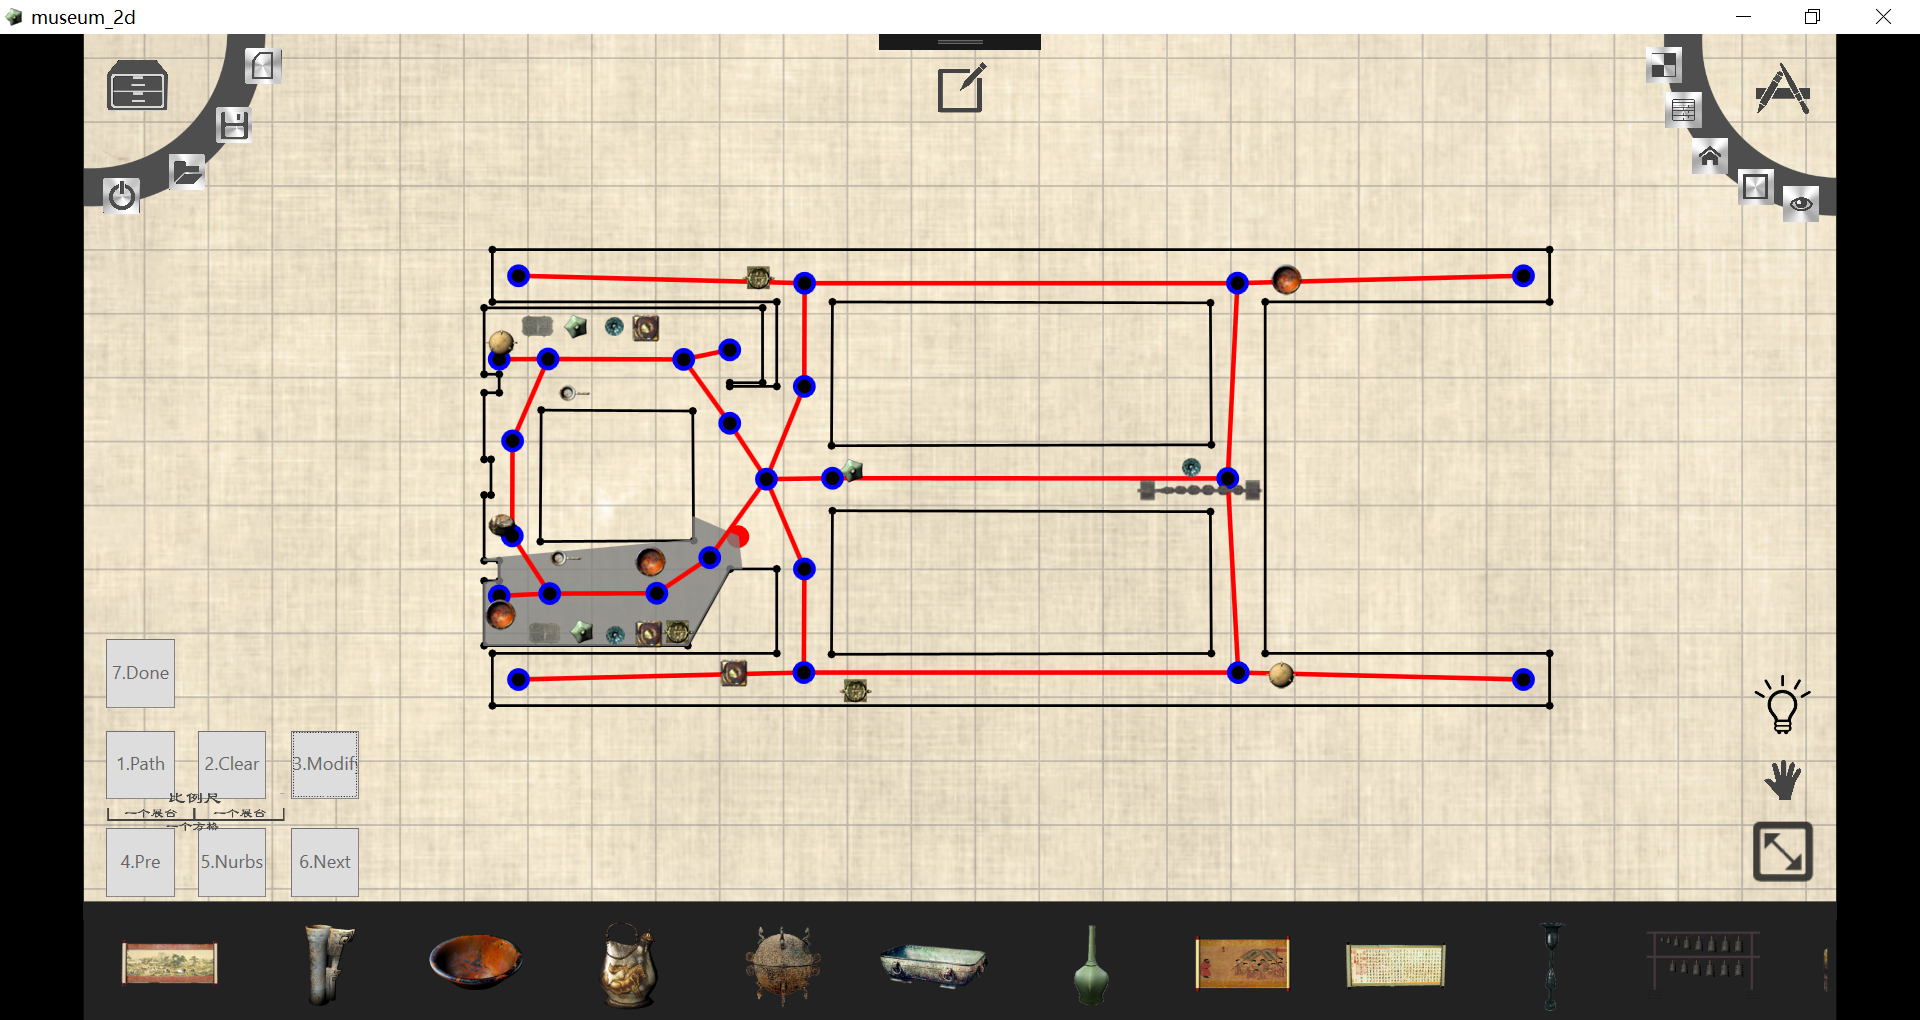 museum_2d
7.Done
1.Path
2.Clear
3.Modif
比例尺
一个展台 一个展台
一个方格
4.Pre
5.Nurbs
6.Next